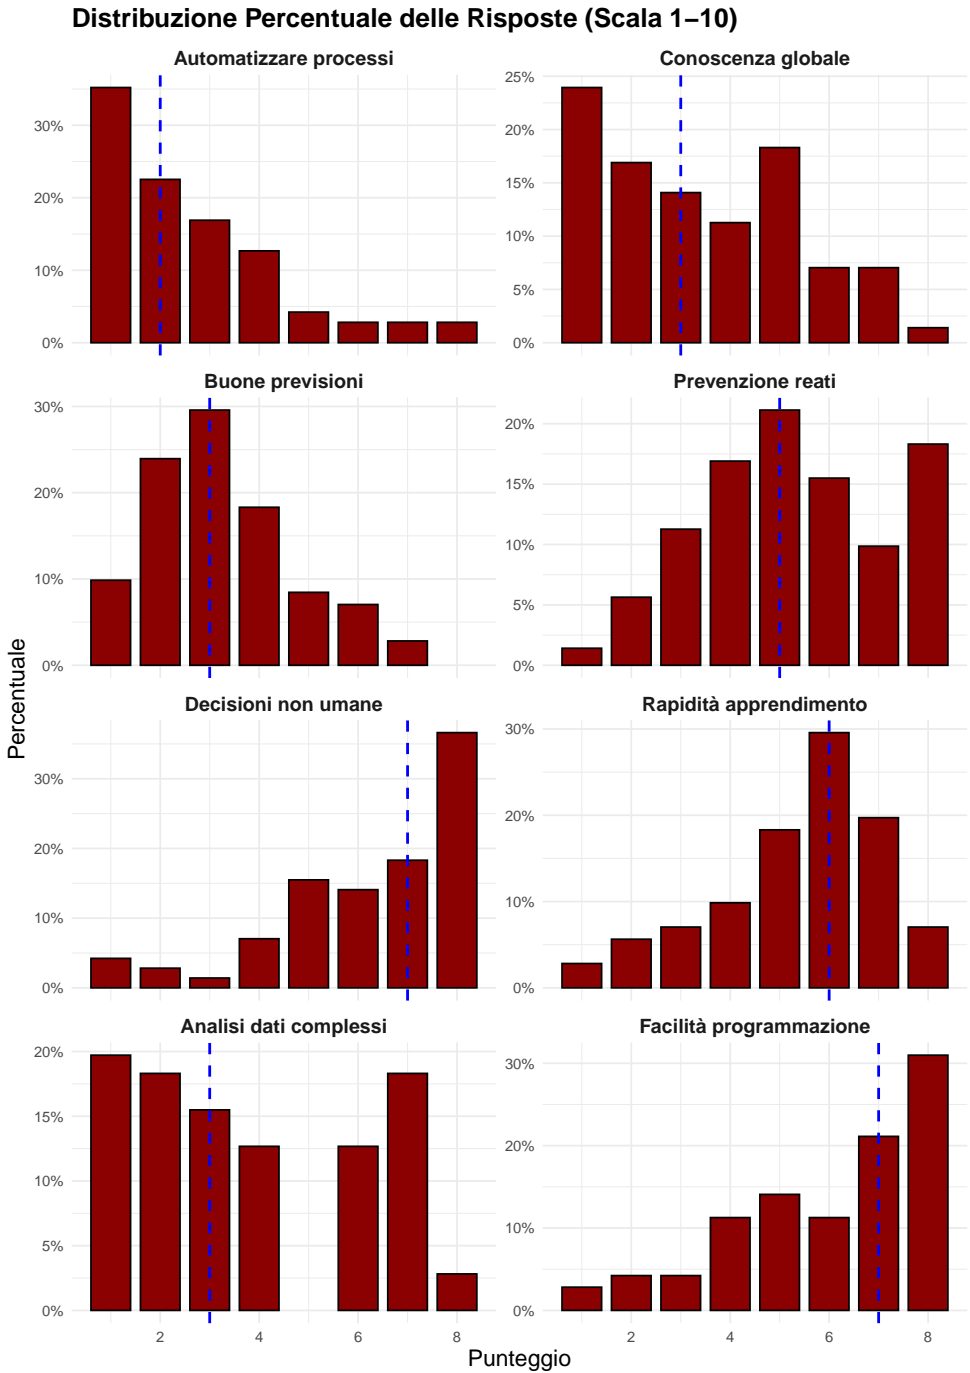 Distribuzione Percentuale delle Risposte (Scala 1−10)
Automatizzare processi
Conoscenza globale
30%
20%
10%
0%
25%
20%
15%
10%
5%
0%
Buone previsioni
Prevenzione reati
30%
20%
10%
0%
20%
15%
10%
5%
0%
Percentuale
Decisioni non umane
Rapidità apprendimento
30%
20%
10%
0%
30%
20%
10%
0%
Analisi dati complessi
Facilità programmazione
20%
15%
10%
5%
0%
30%
20%
10%
0%
2 4 6 8
2 4 6 8
Punteggio